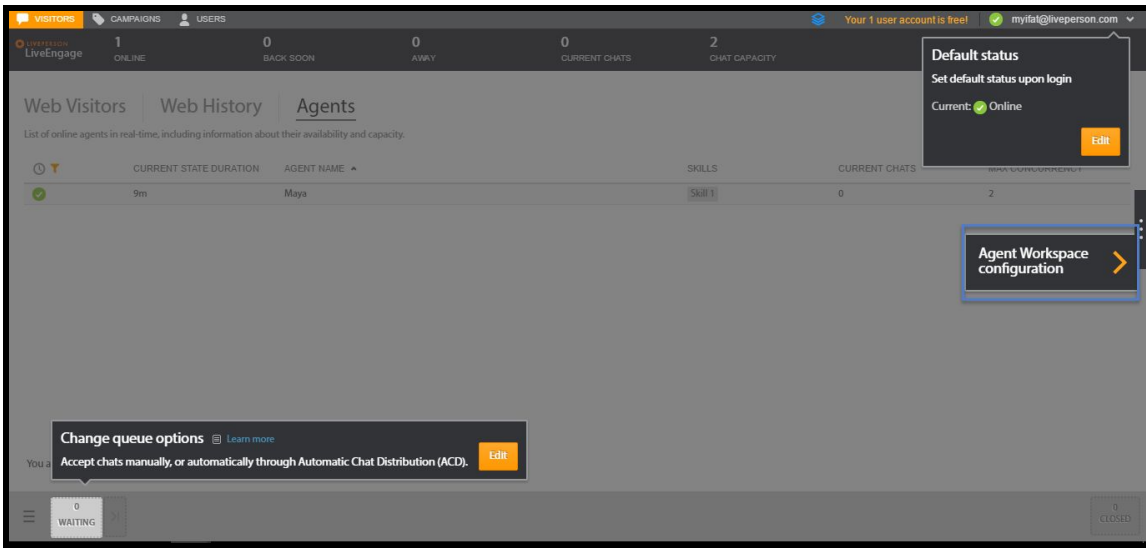 VISITORS CAMPAIGNS USERS Your 1 user account is free! myifat@liveperson.com
LIVEPERSON
LiveEngage
1 0 0 0 2
ONLINE BACK SOON AWAY CURRENT CHATS CHAT CAPACITY
Default status
Set default status upon login
Current: Online
Edit
Web Visitors Web History Agents
List of online agents in real-time, including information about their availability and capacity.
CURRENT STATE DURATION AGENT NAME SKILLS CURRENT CHATS MAX CONCURRENCY
9m Maya Skill 1 0 2
Agent Workspace
configuration
Change queue options Learn more
Accept chats manually, or automatically through Automatic Chat Distribution (ACD). Edit
You a
0 0
WAITING CLOSED